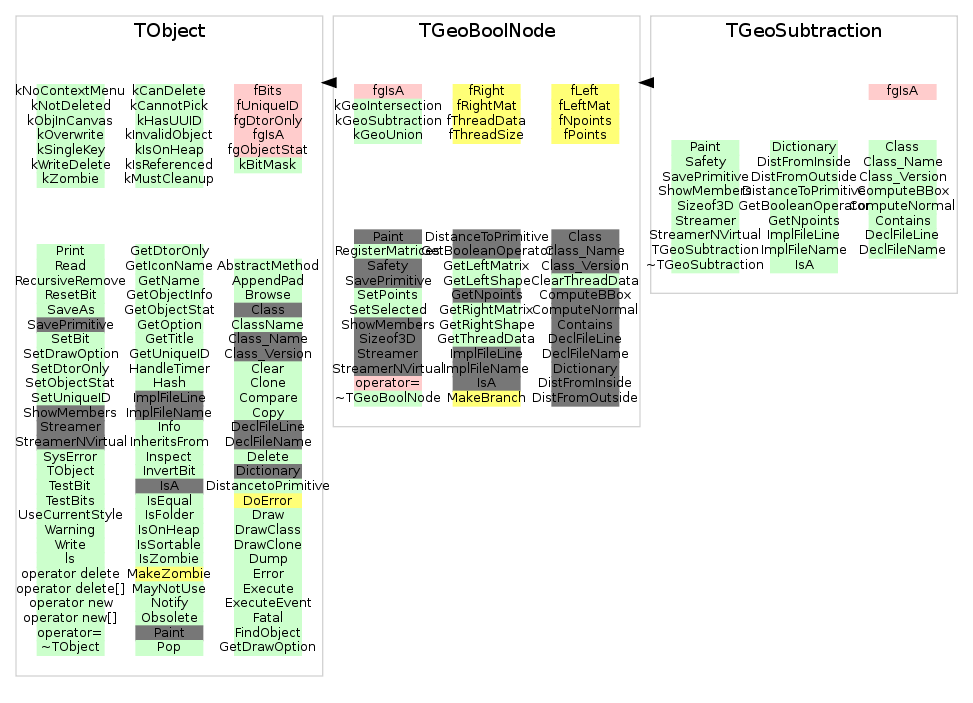 TObject
kNoContextMenu
kNotDeleted
kObjInCanvas
kOverwrite
kSingleKey
kWriteDelete
kZombie
kCanDelete
kCannotPick
kHasUUID
kInvalidObject
kIsOnHeap
kIsReferenced
kMustCleanup
fBits
fUniqueID
fgDtorOnly
fgIsA
fgObjectStat
kBitMask
Print
Read
RecursiveRemove
ResetBit
SaveAs
SavePrimitive
SetBit
SetDrawOption
SetDtorOnly
SetObjectStat
SetUniqueID
ShowMembers
Streamer
StreamerNVirtual
SysError
TObject
TestBit
TestBits
UseCurrentStyle
Warning
Write
ls
operator delete
operator delete[]
operator new
operator new[]
operator=
~TObject
GetDtorOnly
GetIconName
GetName
GetObjectInfo
GetObjectStat
GetOption
GetTitle
GetUniqueID
HandleTimer
Hash
ImplFileLine
ImplFileName
Info
InheritsFrom
Inspect
InvertBit
IsA
IsEqual
IsFolder
IsOnHeap
IsSortable
IsZombie
MakeZombie
MayNotUse
Notify
Obsolete
Paint
Pop
AbstractMethod
AppendPad
Browse
Class
ClassName
Class_Name
Class_Version
Clear
Clone
Compare
Copy
DeclFileLine
DeclFileName
Delete
Dictionary
DistancetoPrimitive
DoError
Draw
DrawClass
DrawClone
Dump
Error
Execute
ExecuteEvent
Fatal
FindObject
GetDrawOption
TGeoBoolNode
fgIsA
kGeoIntersection
kGeoSubtraction
kGeoUnion
fRight
fRightMat
fThreadData
fThreadSize
fLeft
fLeftMat
fNpoints
fPoints
Paint
RegisterMatrices
Safety
SavePrimitive
SetPoints
SetSelected
ShowMembers
Sizeof3D
Streamer
StreamerNVirtual
operator=
~TGeoBoolNode
DistanceToPrimitive
GetBooleanOperator
GetLeftMatrix
GetLeftShape
GetNpoints
GetRightMatrix
GetRightShape
GetThreadData
ImplFileLine
ImplFileName
IsA
MakeBranch
Class
Class_Name
Class_Version
ClearThreadData
ComputeBBox
ComputeNormal
Contains
DeclFileLine
DeclFileName
Dictionary
DistFromInside
DistFromOutside
TGeoSubtraction
fgIsA
Paint
Safety
SavePrimitive
ShowMembers
Sizeof3D
Streamer
StreamerNVirtual
TGeoSubtraction
~TGeoSubtraction
Dictionary
DistFromInside
DistFromOutside
DistanceToPrimitive
GetBooleanOperator
GetNpoints
ImplFileLine
ImplFileName
IsA
Class
Class_Name
Class_Version
ComputeBBox
ComputeNormal
Contains
DeclFileLine
DeclFileName